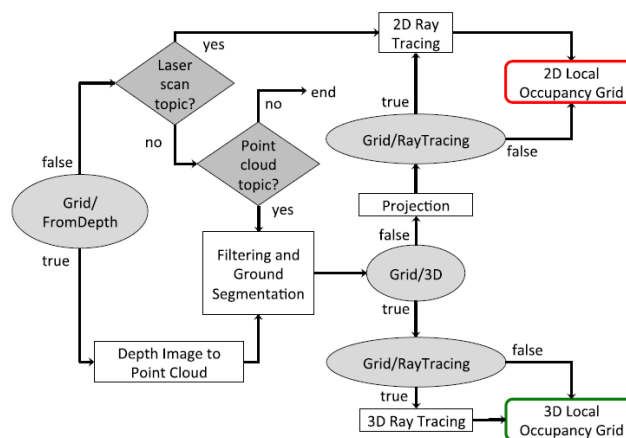 Laser
scan
topic?
yes
no
false
Grid/
FromDepth
true
Point
cloud
topic?
no
end
yes
Filtering and
Ground
Segmentation
Depth Image to
Point Cloud
2D Ray
Tracing
2D Local
Occupancy Grid
true
Grid/RayTracing
false
Projection
false
Grid/3D
true
Grid/RayTracing
false
true
3D Ray Tracing
3D Local
Occupancy Grid